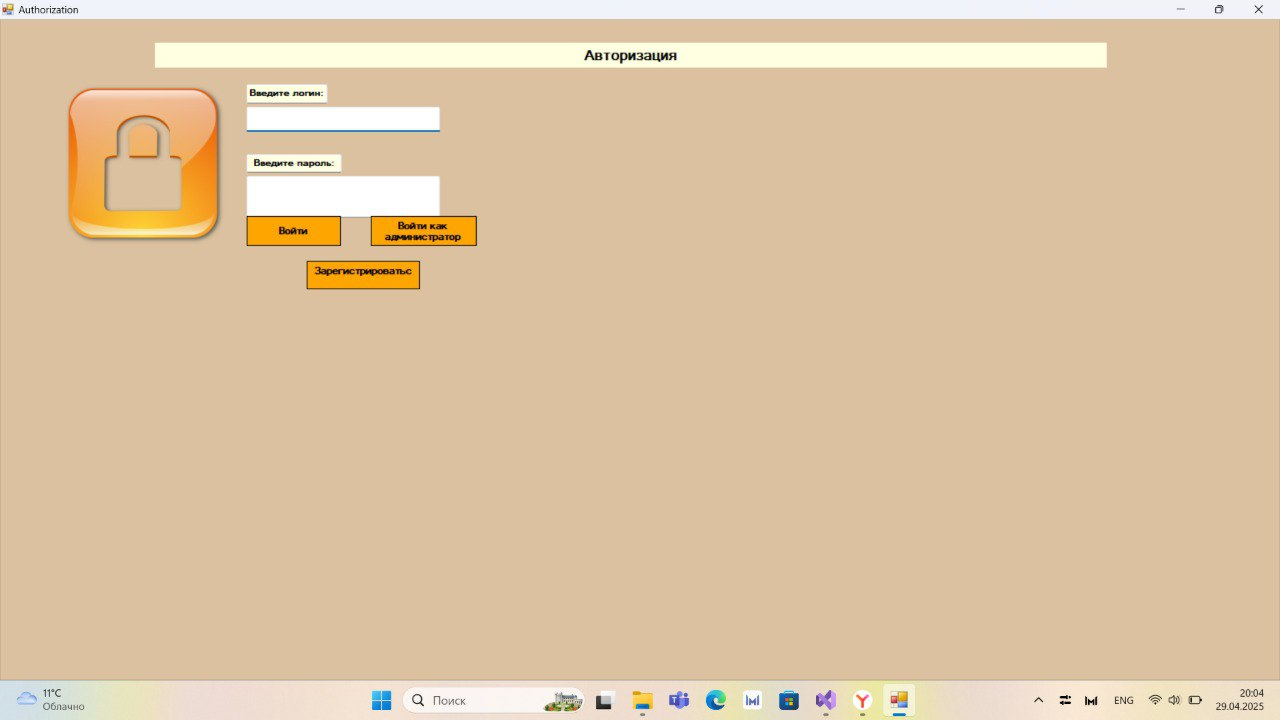 Authorization
Авторизация
Введите логин:
Введите пароль:
Войти
Войти как
администратор
Зарегистрироватьс
11°C
Облачно
Поиск
ENG
20:04
29.04.2025